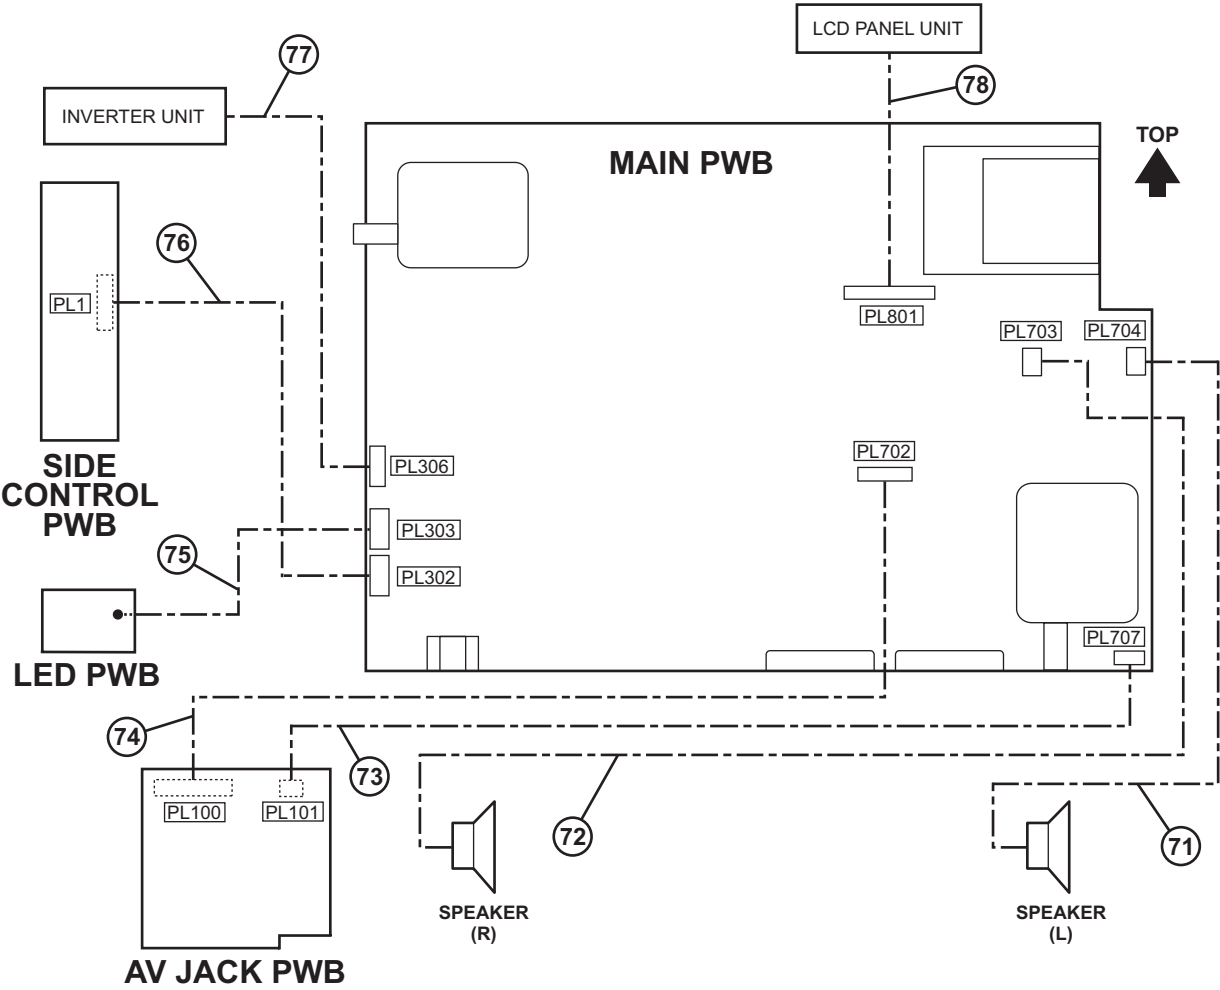 LCD PANEL UNIT
77
78
INVERTER UNIT
TOP
MAIN PWB
76
PL1
PL801
PL703
PL704
PL702
PL306
SIDE
CONTROL
PWB
PL303
75
PL302
PL707
LED PWB
74
73
PL100
PL101
72
71
SPEAKER
(R)
SPEAKER
(L)
AV JACK PWB